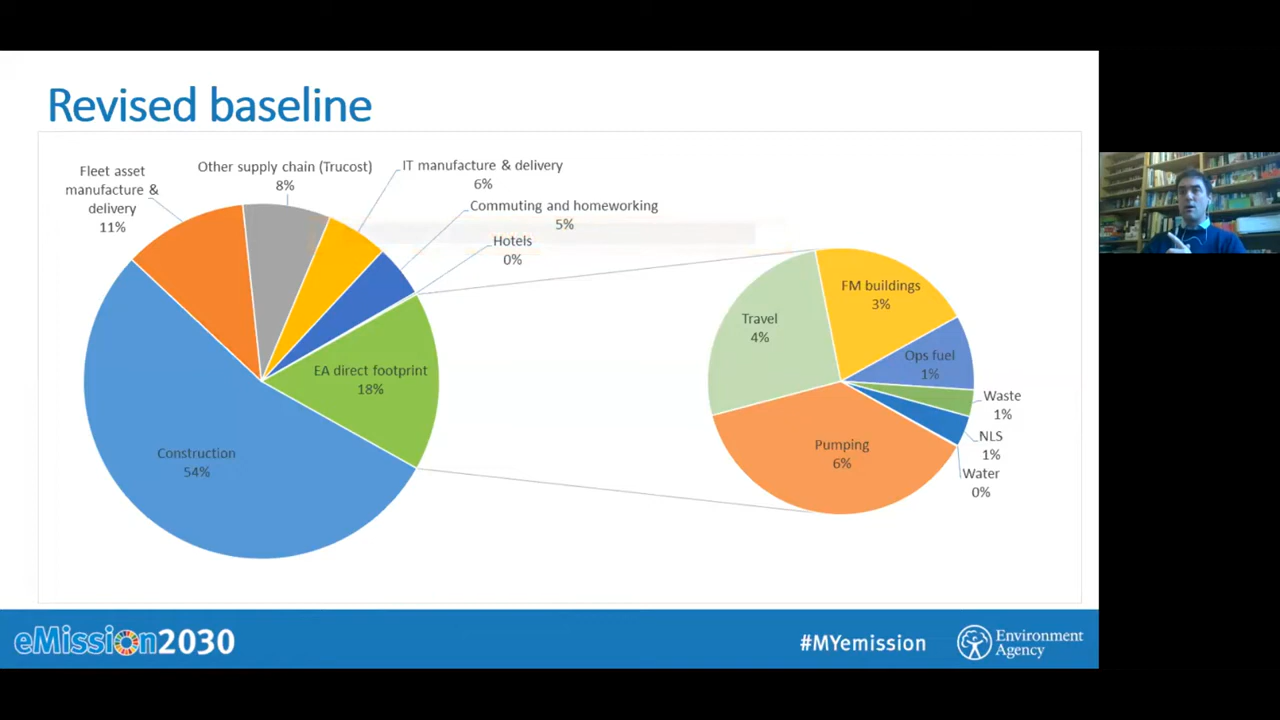 Revised baseline
Fleet asset
manufacture &
delivery
11%
Other supply chain (Trucost)
8%
IT manufacture & delivery
6%
Commuting and homeworking
5%
Hotels
0%
EA direct footprint
18%
Construction
54%
Travel
4%
FM buildings
3%
Ops fuel
1%
Waste
1%
NLS
1%
Water
0%
Pumping
6%
eMission2030
#MYemission
Environment
Agency